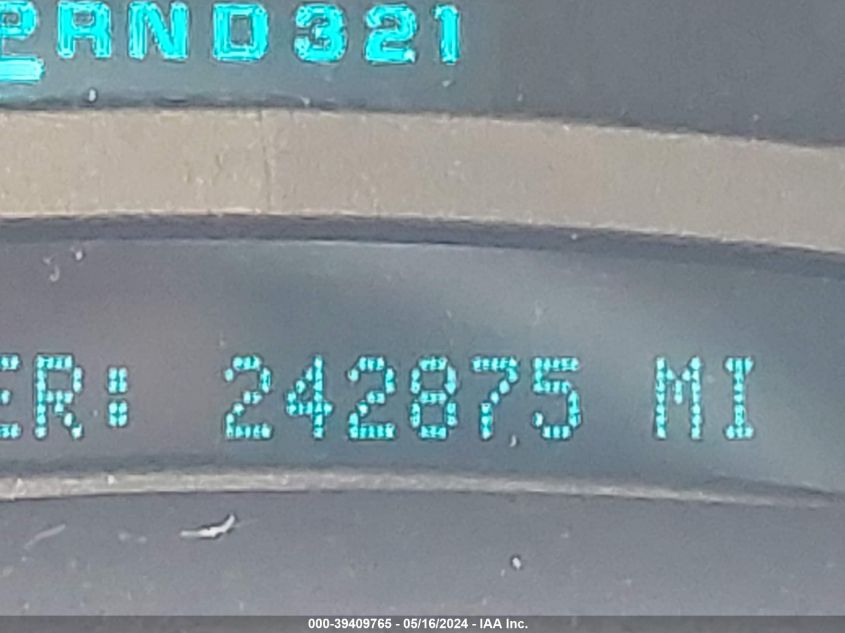 PRND321
ER: 242875 MI
000-39409765 - 05/16/2024 - IAA Inc.